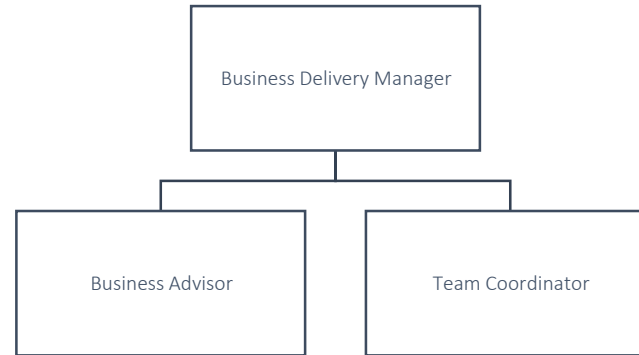 Business Delivery Manager
Business Advisor
Team Coordinator